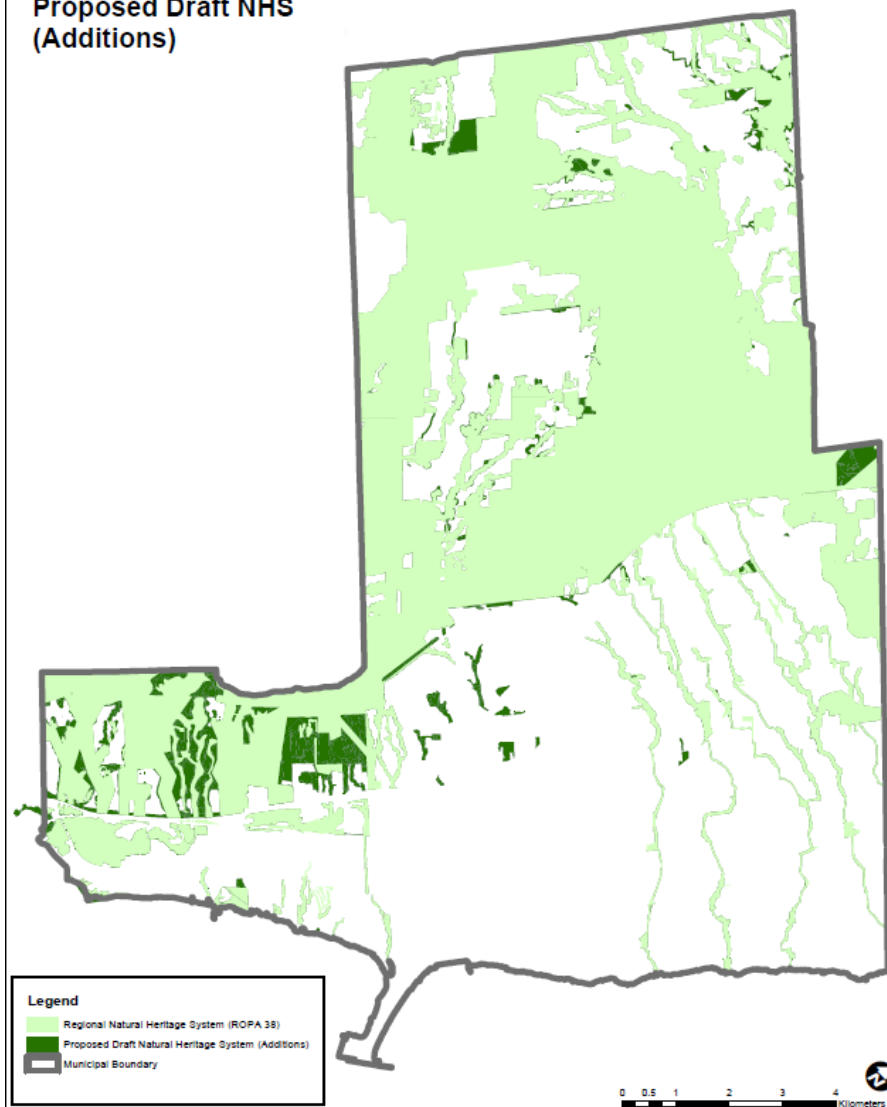 Proposed Draft NHS
(Additions)
Legend
Regional Natural Heritage System (ROPA 38)
Proposed Draft Natural Heritage System (Additions)
Municipal Boundary
N
0 0.5 1 2 3 4
Kilometers